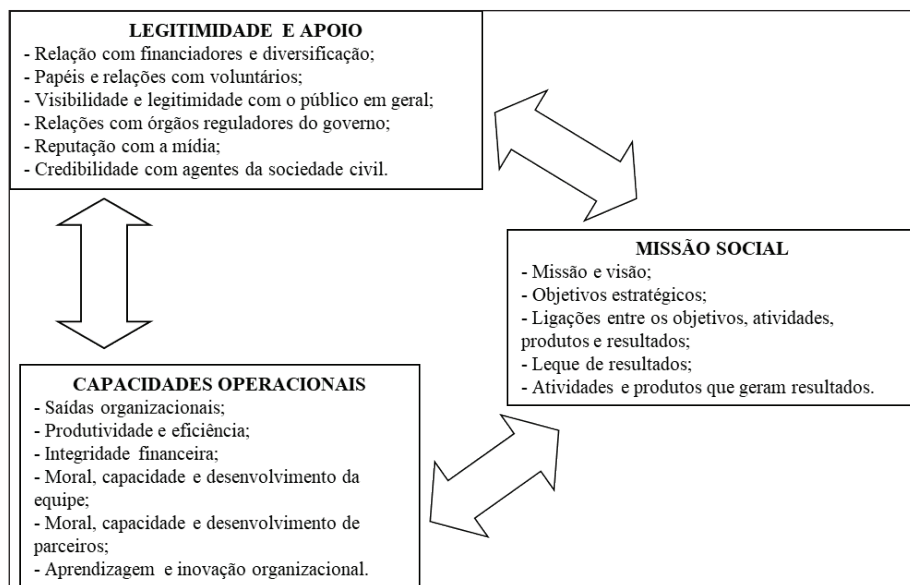 LEGITIMIDADE E APOIO
- Relação com financiadores e diversificação;
- Papéis e relações com voluntários;
- Visibilidade e legitimidade com o público em geral;
- Relações com órgãos reguladores do governo;
- Reputação com a mídia;
- Credibilidade com agentes da sociedade civil.
MISSÃO SOCIAL
- Missão e visão;
- Objetivos estratégicos;
- Ligações entre os objetivos, atividades,
produtos e resultados;
- Leque de resultados;
- Atividades e produtos que geram resultados.
CAPACIDADES OPERACIONAIS
- Saídas organizacionais;
- Produtividade e eficiência;
- Integridade financeira;
- Moral, capacidade e desenvolvimento da
equipe;
- Moral, capacidade e desenvolvimento de
parceiros;
- Aprendizagem e inovação organizacional.